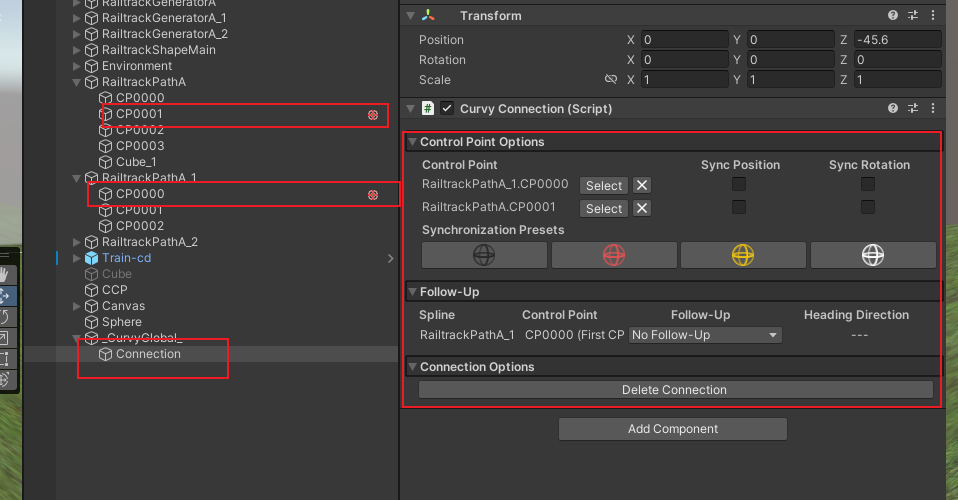 RailtrackGeneratorA
RailtrackGeneratorA_1
RailtrackGeneratorA_2
RailtrackShapeMain
Environment
RailtrackPathA
CP0000
CP0001
CP0002
CP0003
Cube_1
RailtrackPathA_1
CP0000
CP0001
CP0002
RailtrackPathA_2
Train-cd
Cube
CCP
Canvas
Sphere
_CurvyGlobal_
Connection
Transform
Position X 0 Y 0 Z -45.6
Rotation X 0 Y 0 Z 0
Scale X 1 Y 1 Z 1
Curvy Connection (Script)
Control Point Options
Control Point Sync Position Sync Rotation
RailtrackPathA_1.CP0000 Select
RailtrackPathA.CP0001 Select
Synchronization Presets
Follow-Up
Spline Control Point Follow-Up Heading Direction
RailtrackPathA_1 CP0000 (First CP No Follow-Up ---
Connection Options
Delete Connection
Add Component